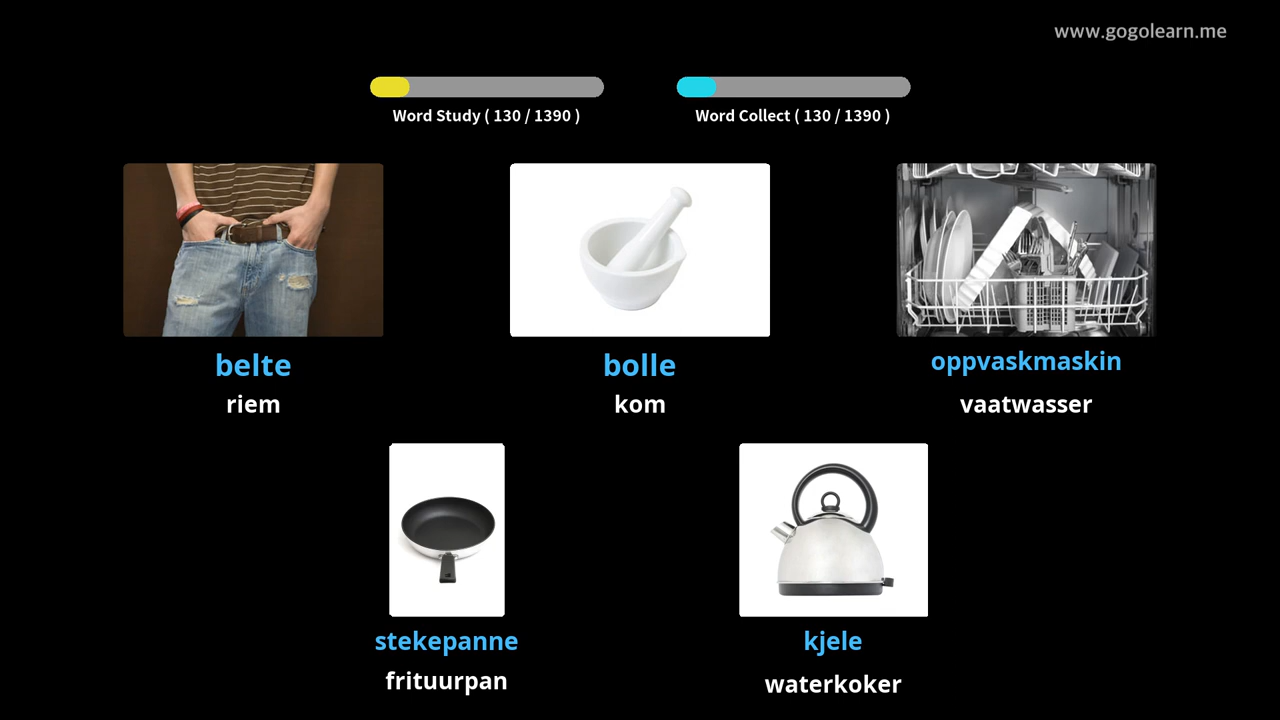 www.gogolearn.me
Word Study ( 130 / 1390 )
Word Collect ( 130 / 1390 )
belte
riem
bolle
kom
oppvaskmaskin
vaatwasser
stekepanne
frituurpan
kjele
waterkoker